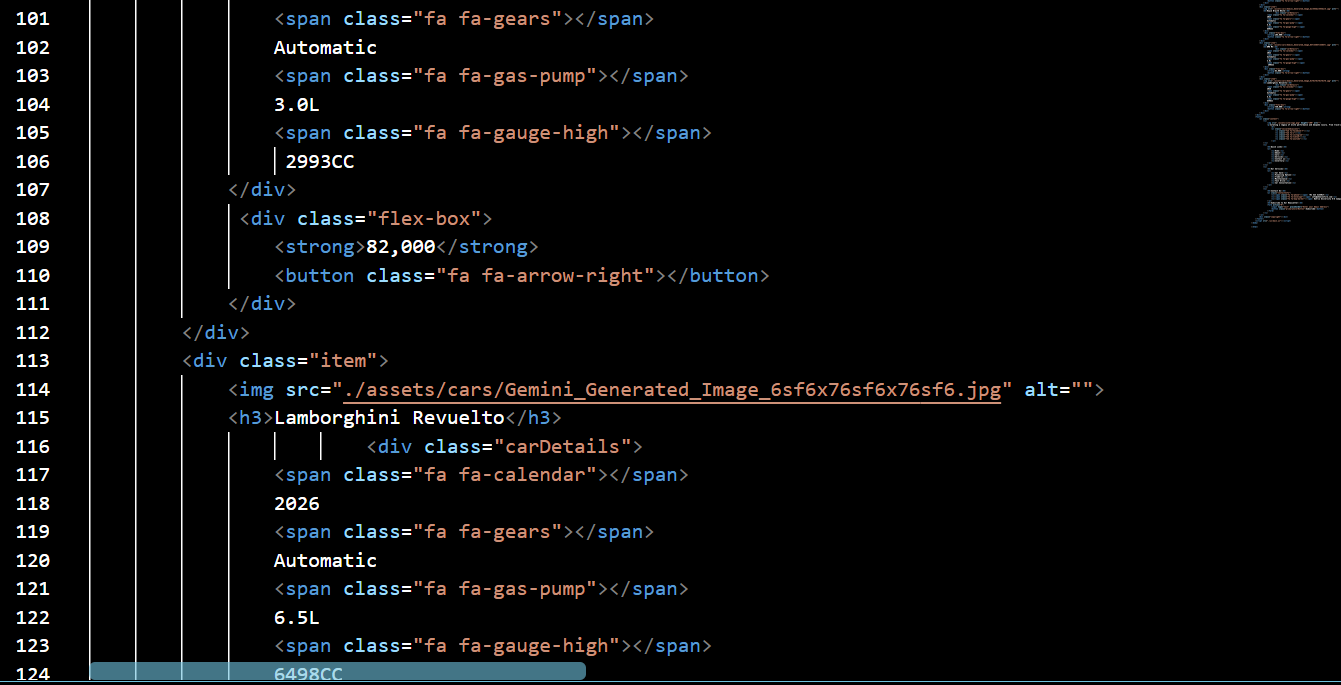 101 <span class="fa fa-gears"></span>
102 Automatic
103 <span class="fa fa-gas-pump"></span>
104 3.0L
105 <span class="fa fa-gauge-high"></span>
106 2993CC
107 </div>
108 <div class="flex-box">
109 <strong>82,000</strong>
110 <button class="fa fa-arrow-right"></button>
111 </div>
112 </div>
113 <div class="item">
114 <img src="./assets/cars/Gemini_Generated_Image_6sf6x76sf6x76sf6.jpg" alt="">
115 <h3>Lamborghini Revuelto</h3>
116 <div class="carDetails">
117 <span class="fa fa-calendar"></span>
118 2026
119 <span class="fa fa-gears"></span>
120 Automatic
121 <span class="fa fa-gas-pump"></span>
122 6.5L
123 <span class="fa fa-gauge-high"></span>
124 6498CC